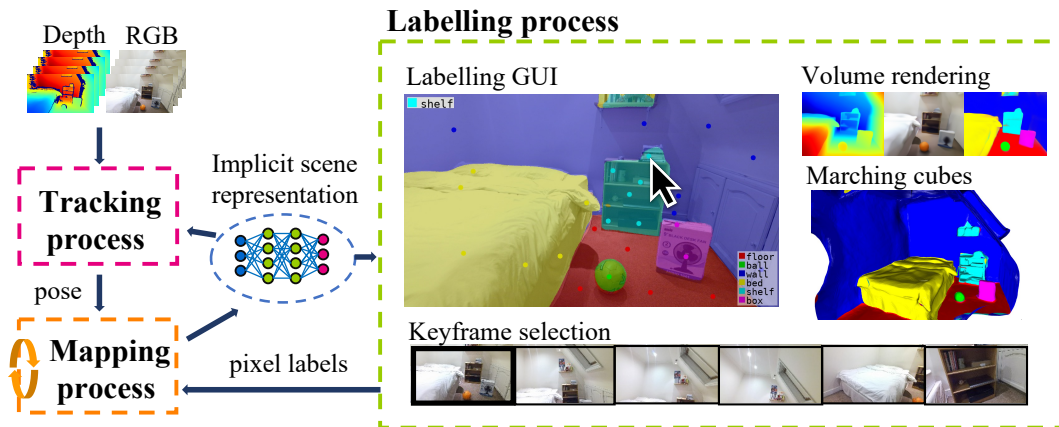 Labelling process
Depth RGB
Labelling GUI
Volume rendering
shelf
Implicit scene
representation
Marching cubes
Tracking
process
floor
ball
wall
bed
shelf
box
pose
Keyframe selection
Mapping
process
pixel labels